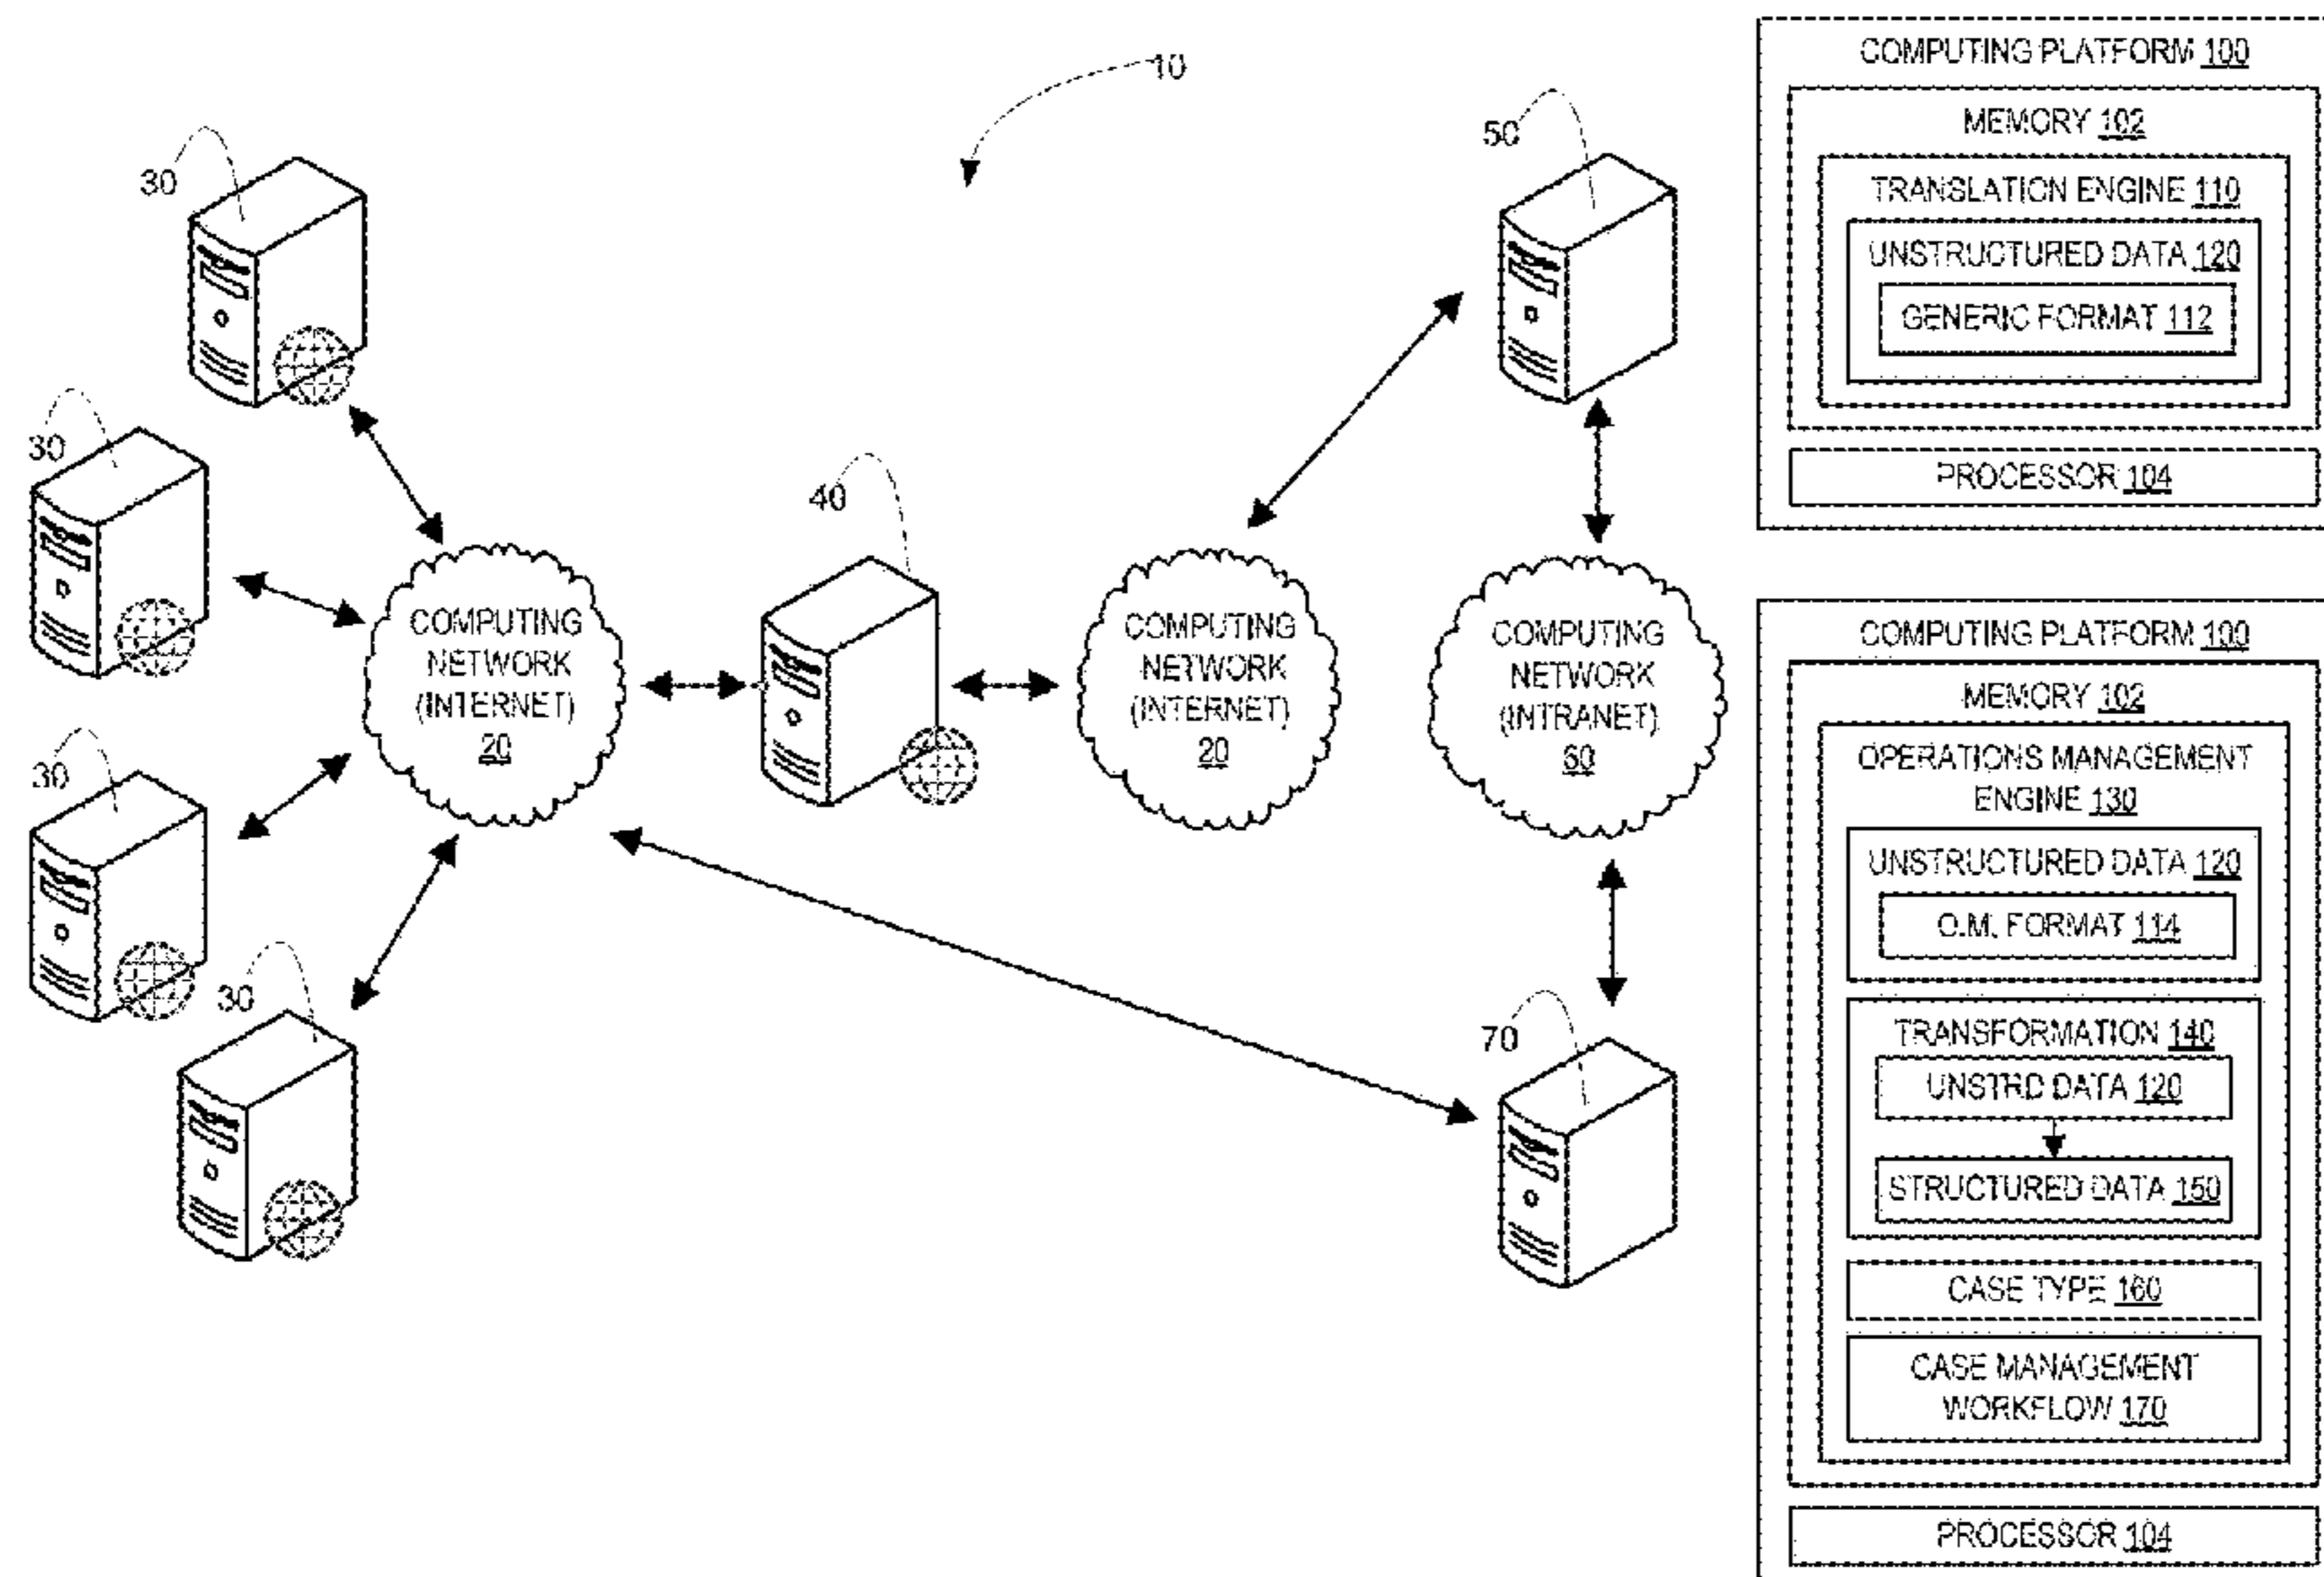 10
30
30
30
30
40
50
70
COMPUTING
NETWORK
(INTERNET)
20
COMPUTING
NETWORK
(INTERNET)
20
COMPUTING
NETWORK
(INTRANET)
60
COMPUTING PLATFORM 100
MEMORY 102
TRANSLATION ENGINE 110
UNSTRUCTURED DATA 120
GENERIC FORMAT 112
PROCESSOR 104
COMPUTING PLATFORM 100
MEMORY 102
OPERATIONS MANAGEMENT
ENGINE 130
UNSTRUCTURED DATA 120
O.M. FORMAT 114
TRANSFORMATION 140
UNSTRD DATA 120
STRUCTURED DATA 150
CASE TYPE 160
CASE MANAGEMENT
WORKFLOW 170
PROCESSOR 104